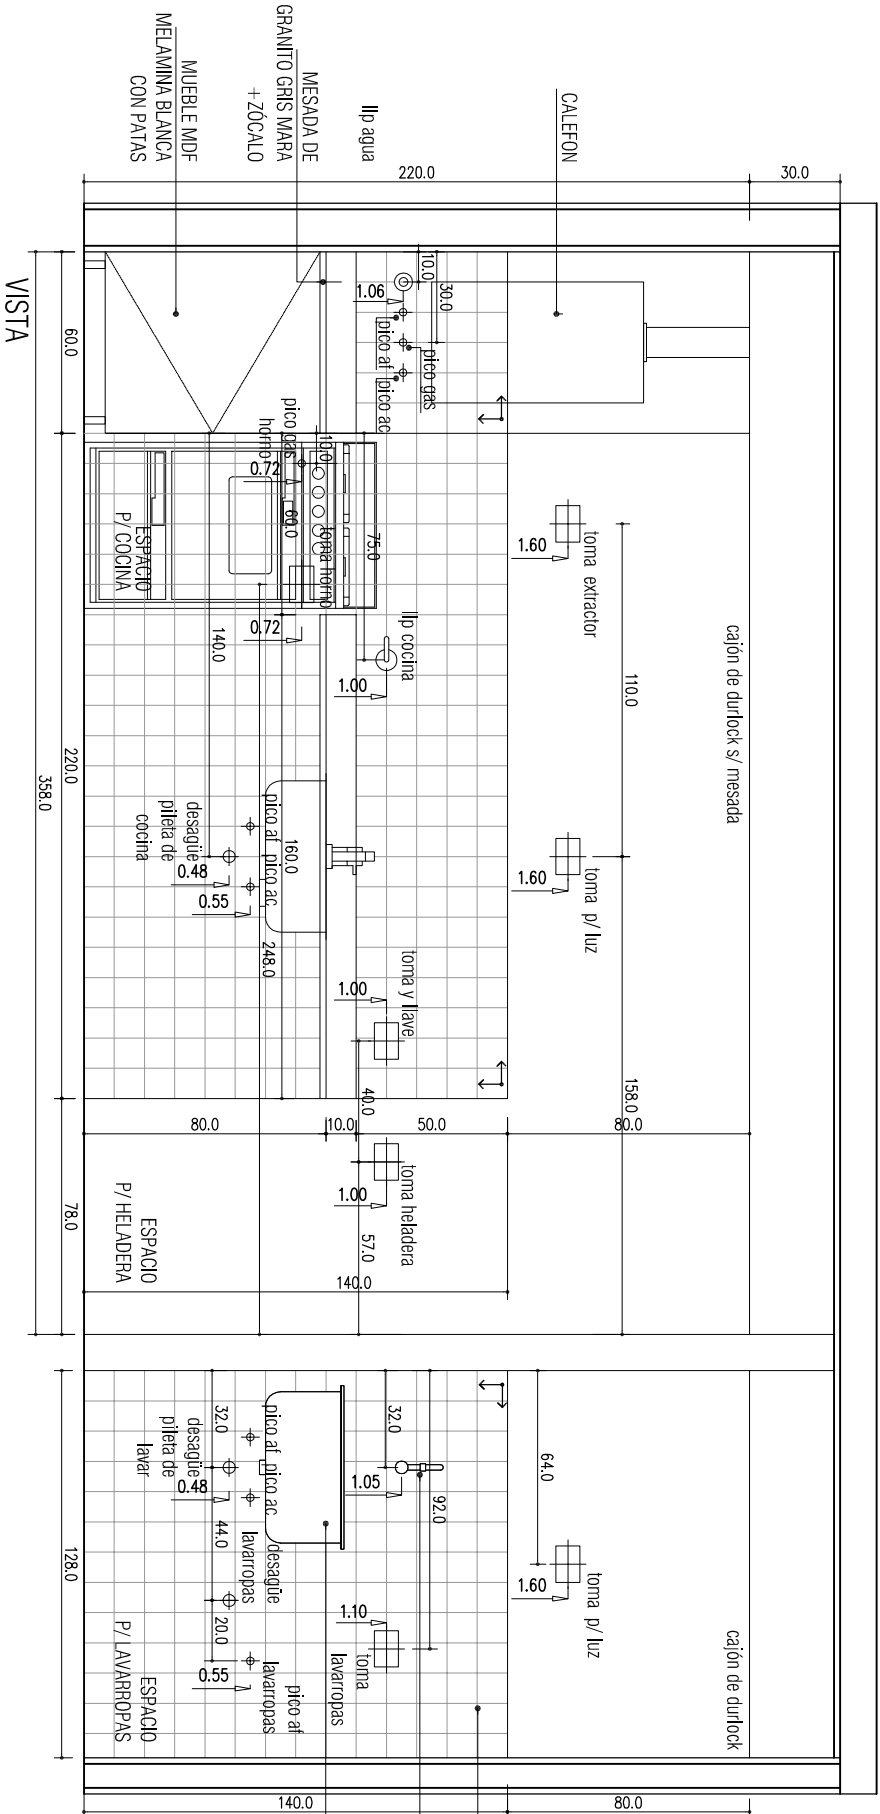 CALEFON
llp agua
MESADA DE
GRANITO GRIS MARA
+ZÓCALO
MUEBLE MDF
MELAMINA BLANCA
CON PATAS
30.0
220.0
cajón de durlock s/ mesada
cajón de durlock
toma extractor
1.60
110.0
toma p/ luz
1.60
158.0
64.0
toma p/ luz
1.60
10.0
30.0
1.06
pico gas
pico af
pico ac
pico gas
horno
10.0
0.72
60.0
toma horno
0.72
75.0
llp cocina
1.00
ESPACIO
P/ COCINA
140.0
pico af
pico ac
160.0
desagüe
pileta de
cocina
0.48
0.55
248.0
toma y llave
1.00
40.0
toma heladera
1.00
57.0
80.0
10.0
50.0
80.0
140.0
ESPACIO
P/ HELADERA
32.0
1.05
92.0
pico af
pico ac
32.0
desagüe
pileta de
lavar
0.48
44.0
desagüe
lavarropas
20.0
1.10
toma
lavarropas
pico af
lavarropas
0.55
ESPACIO
P/ LAVARROPAS
60.0
220.0
78.0
128.0
358.0
140.0
80.0
VISTA